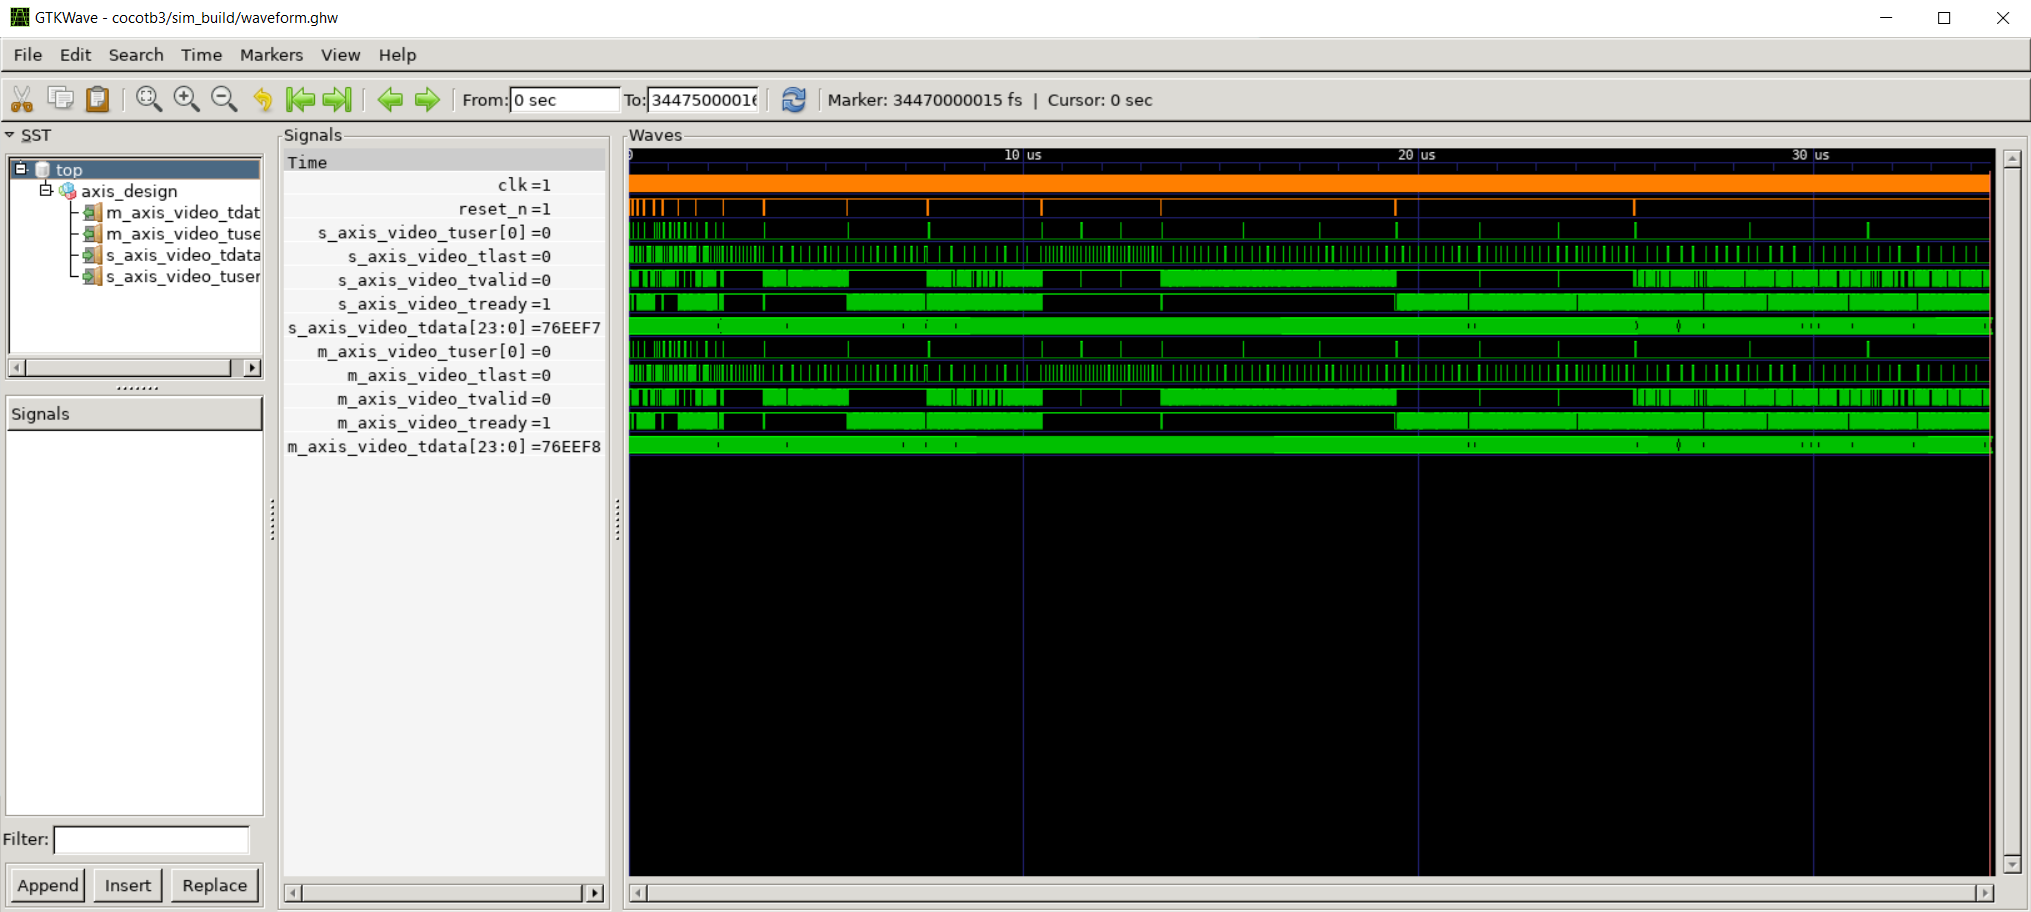 GTKWave - cocotb3/sim_build/waveform.ghw
File Edit Search Time Markers View Help
From: 0 sec To: 3447500001 Marker: 34470000015 fs | Cursor: 0 sec
SST
top
axis_design
m_axis_video_tdat
m_axis_video_tuse
s_axis_video_tdata
s_axis_video_tuser
Signals
Filter:
Append Insert Replace
Signals
Time
clk =1
reset_n =1
s_axis_video_tuser[0] =0
s_axis_video_tlast =0
s_axis_video_tvalid =0
s_axis_video_tready =1
s_axis_video_tdata[23:0] =76EEF7
m_axis_video_tuser[0] =0
m_axis_video_tlast =0
m_axis_video_tvalid =0
m_axis_video_tready =1
m_axis_video_tdata[23:0] =76EEF8
Waves
0 10 us 20 us 30 us